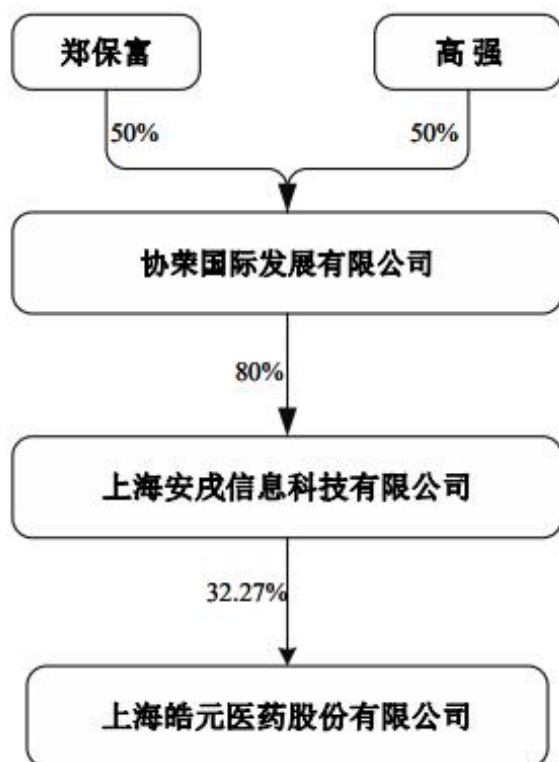 郑保富
高 强
50%
50%
协荣国际发展有限公司
80%
上海安戌信息科技有限公司
32.27%
上海皓元医药股份有限公司